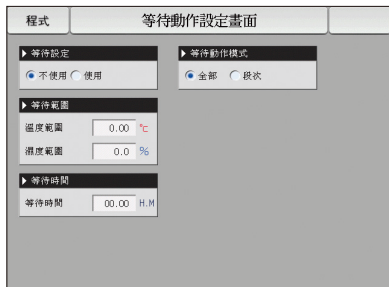 程式
等待動作設定畫面
▶ 等待設定
不使用 使用
▶ 等待動作模式
全部 段次
▶ 等待範圍
溫度範圍 0.00 ℃
濕度範圍 0.0 %
▶ 等待時間
等待時間 00.00 H.M